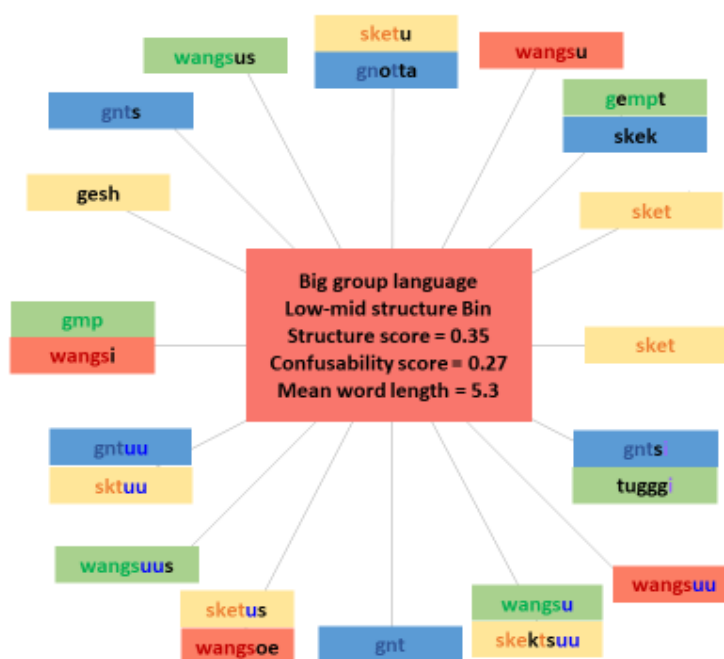 sketu
gnotta
wangsu
wangsus
gempt
skek
gnts
gesh
sket
Big group language
Low-mid structure Bin
Structure score = 0.35
Confusability score = 0.27
Mean word length = 5.3
gmp
wangsi
sket
gntuu
sktuu
gntsi
tugggi
wangsuus
wangsuu
sketus
wangsoe
gnt
wangsu
skektsuu